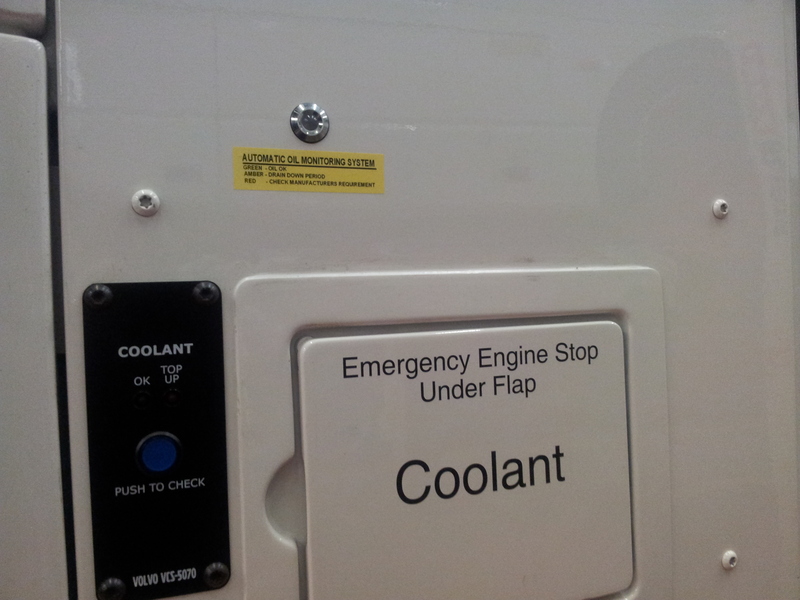 AUTOMATIC OIL MONITORING SYSTEM
GREEN - OIL OK
AMBER - DRAIN DOWN PERIOD
RED - CHECK MANUFACTURERS REQUIREMENT
COOLANT
OK TOP UP
PUSH TO CHECK
VOLVO VCS-5070
Emergency Engine Stop
Under Flap
Coolant